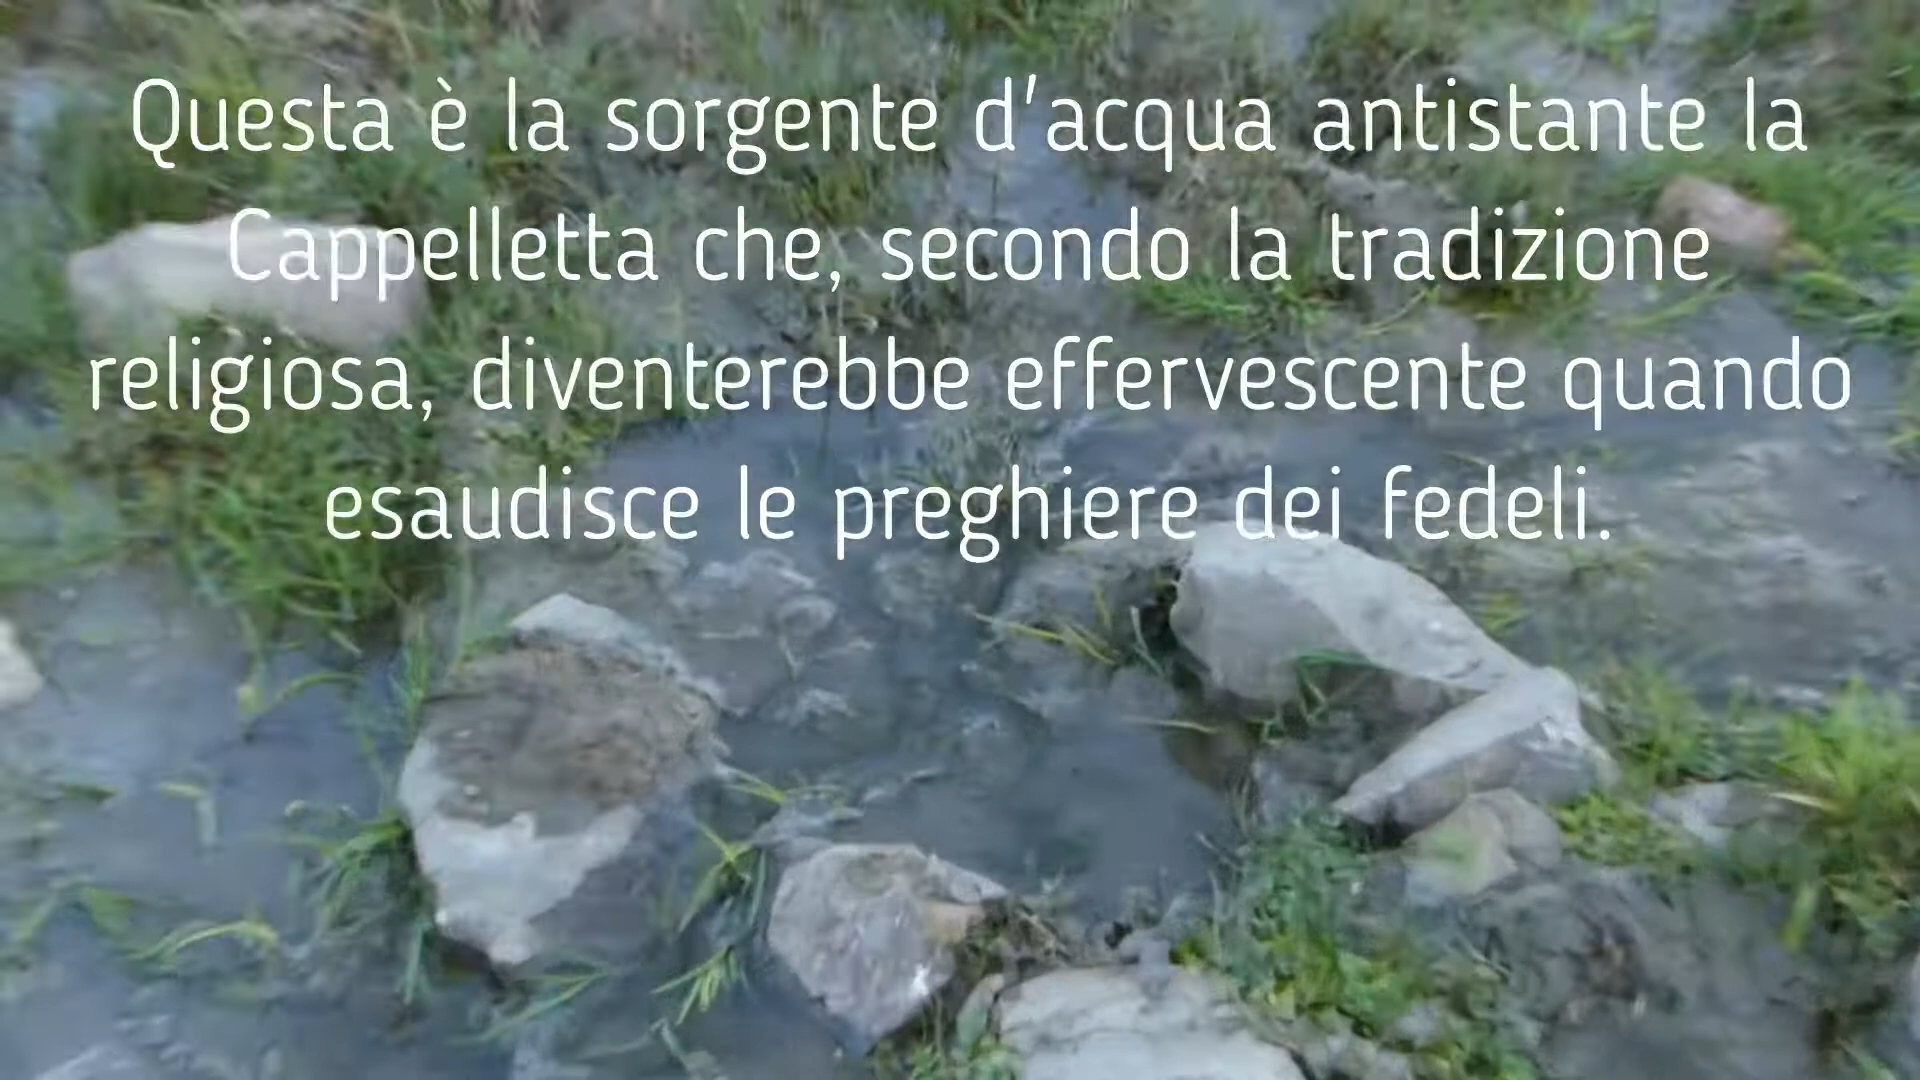 Questa è la sorgente d'acqua antistante la
Cappelletta che, secondo la tradizione
religiosa, diventerebbe effervescente quando
esaudisce le preghiere dei fedeli.